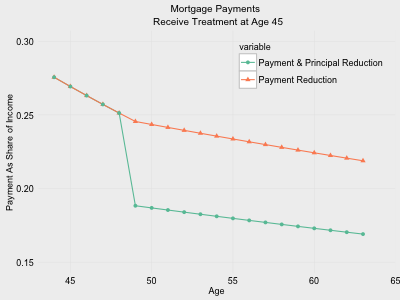 Mortgage Payments
Receive Treatment at Age 45
variable
Payment & Principal Reduction
Payment Reduction
Payment As Share of Income
0.30
0.25
0.20
0.15
45
50
55
60
65
Age